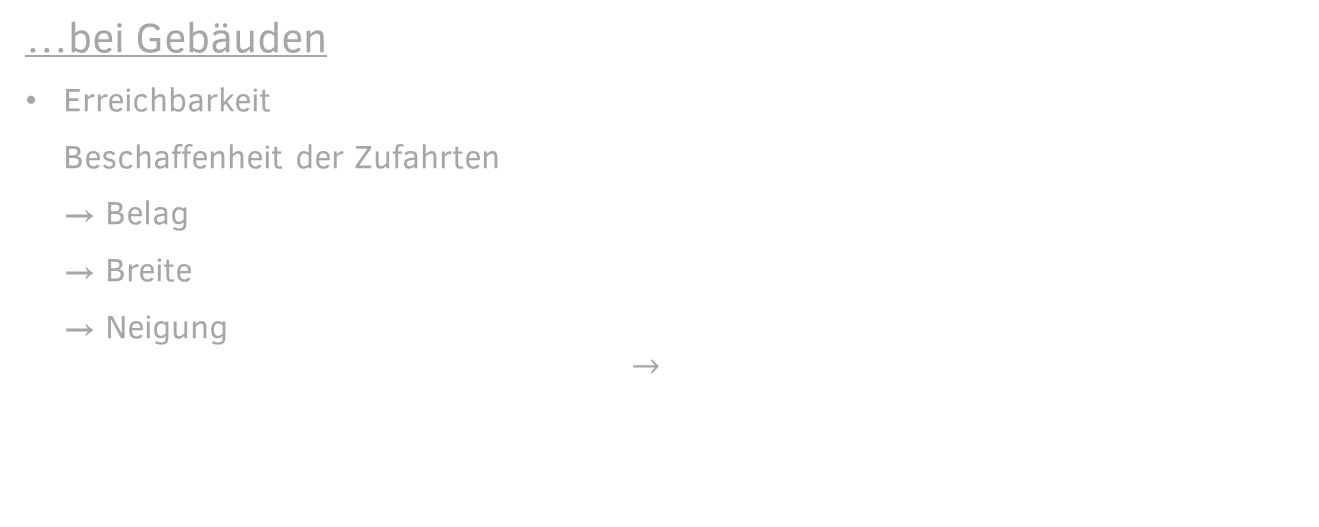 ...bei Gebäuden
• Erreichbarkeit
Beschaffenheit der Zufahrten
→ Belag
→ Breite
→ Neigung
→